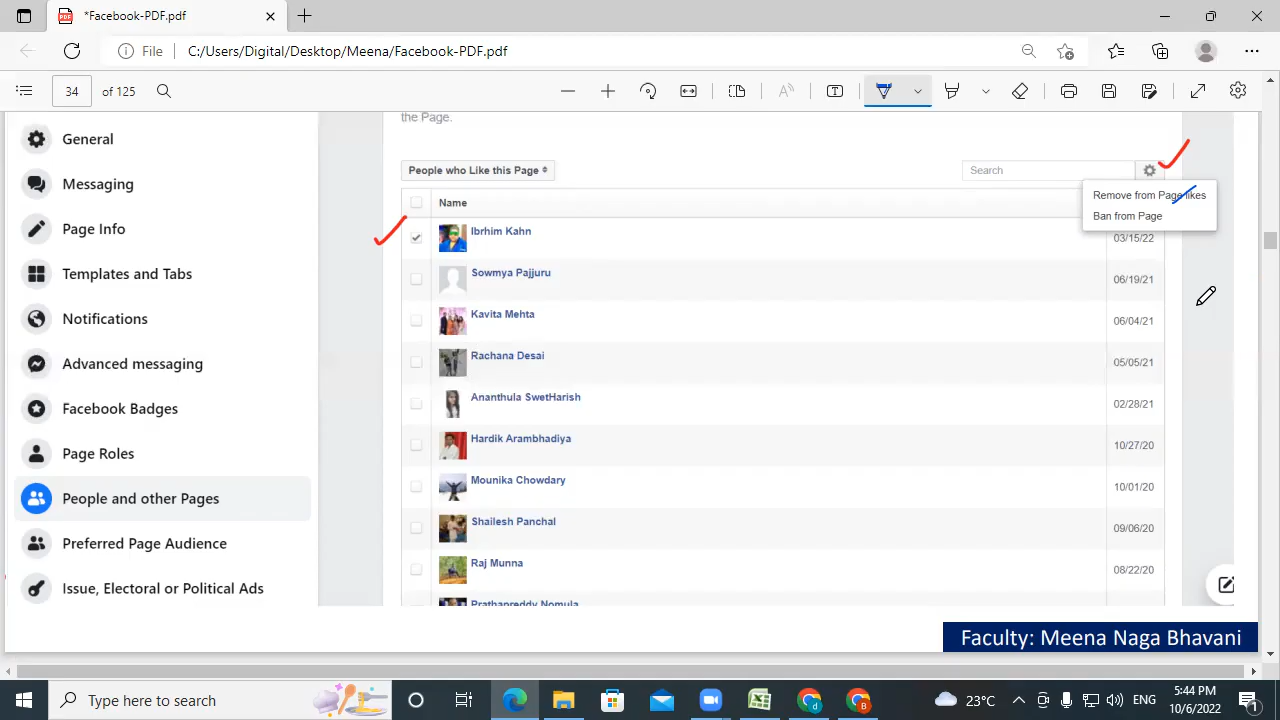 *Facebook-PDF.pdf
File
C:/Users/Digital/Desktop/Meena/Facebook-PDF.pdf
34
of 125
the Page.
General
Messaging
Page Info
Templates and Tabs
Notifications
Advanced messaging
Facebook Badges
Page Roles
People and other Pages
Preferred Page Audience
Issue, Electoral or Political Ads
People who Like this Page
Search
Remove from Page likes
Ban from Page
Name
Ibrhim Kahn 03/15/22
Sowmya Pajjuru 06/19/21
Kavita Mehta 06/04/21
Rachana Desai 05/05/21
Ananthula SwetHarish 02/28/21
Hardik Arambhadiya 10/27/20
Mounika Chowdary 10/01/20
Shailesh Panchal 09/06/20
Raj Munna 08/22/20
Prathapreddy Nomula
Faculty: Meena Naga Bhavani
Type here to search
23°C
ENG
5:44 PM
10/6/2022